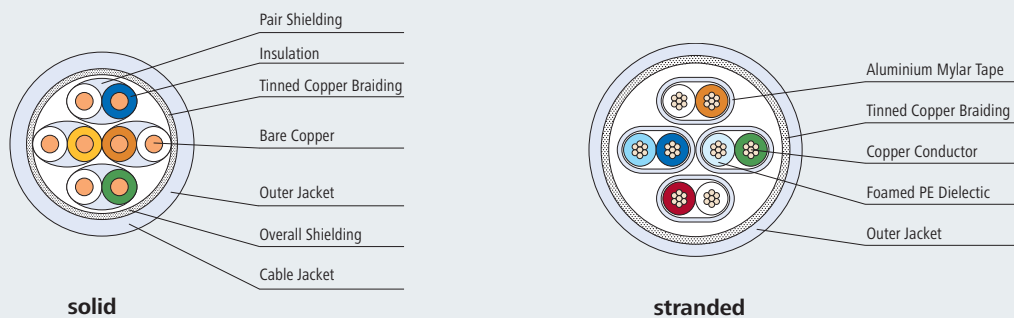 Pair Shielding
Insulation
Tinned Copper Braiding
Bare Copper
Outer Jacket
Overall Shielding
Cable Jacket
solid
Aluminium Mylar Tape
Tinned Copper Braiding
Copper Conductor
Foamed PE Dielectic
Outer Jacket
stranded